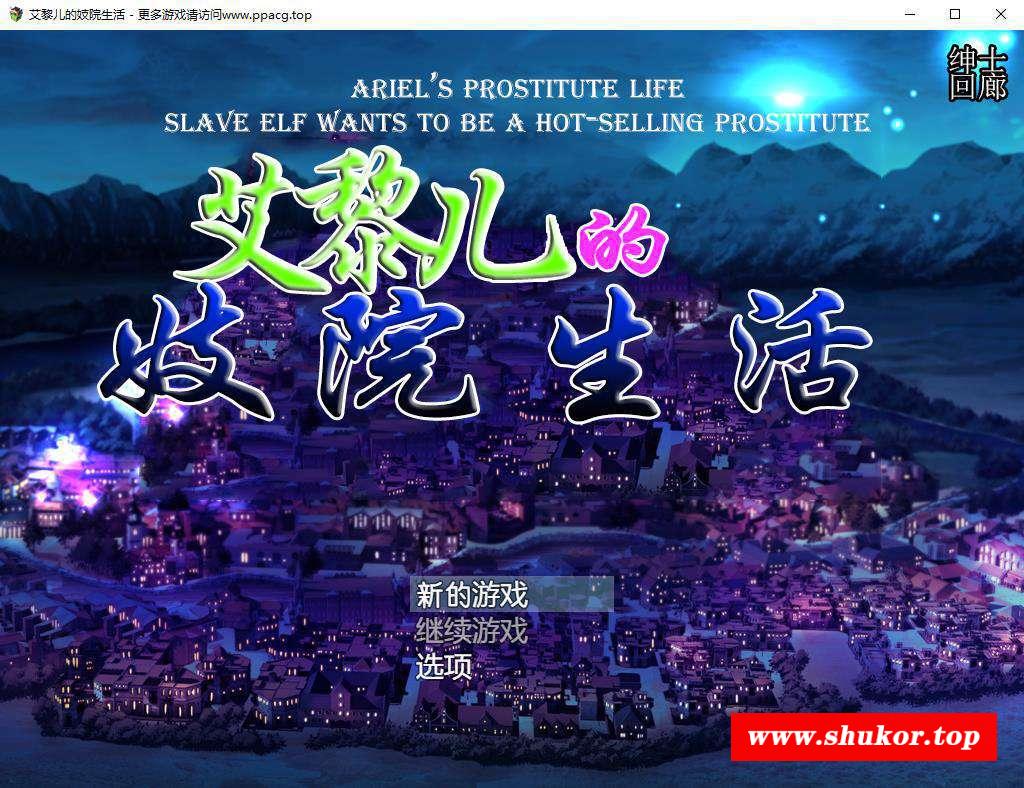 艾黎儿的妓院生活 - 更多游戏请访问www.ppacg.top
绅士
回廊
ARIEL'S PROSTITUTE LIFE
SLAVE ELF WANTS TO BE A HOT-SELLING PROSTITUTE
艾黎儿的
妓院生活
新的游戏
继续游戏
选项
www.shukor.top